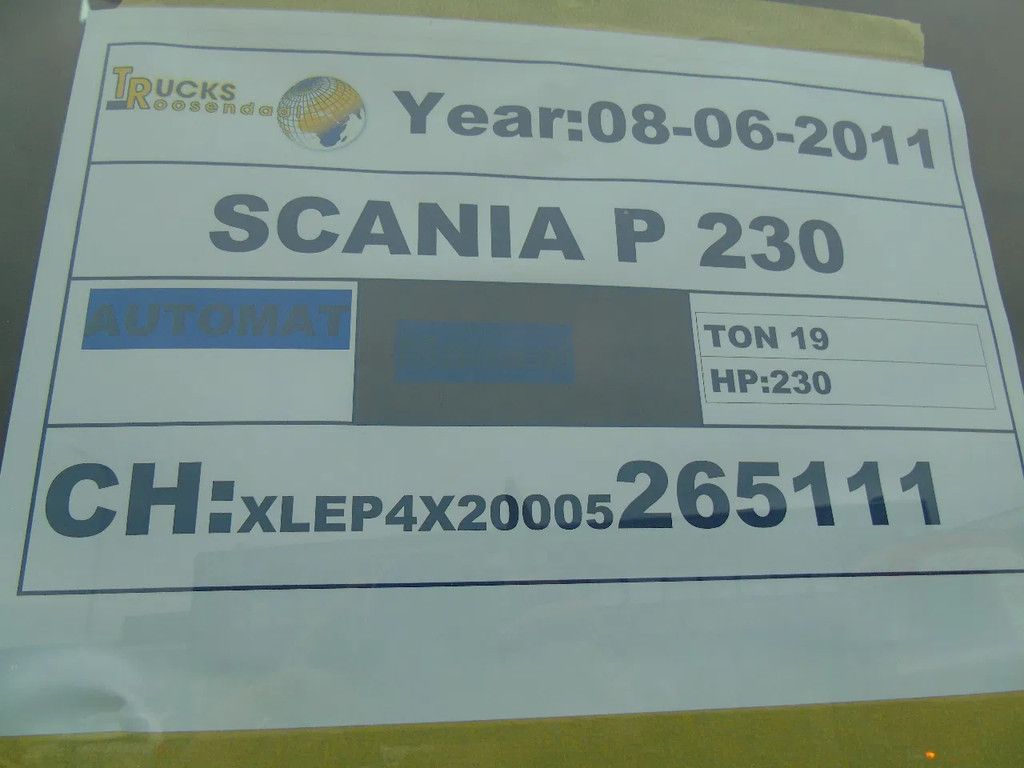 TRUCKS
Roosendaal
Year:08-06-2011
SCANIA P 230
AUTOMAT
TON 19
HP:230
CH:XLEP4X20005265111